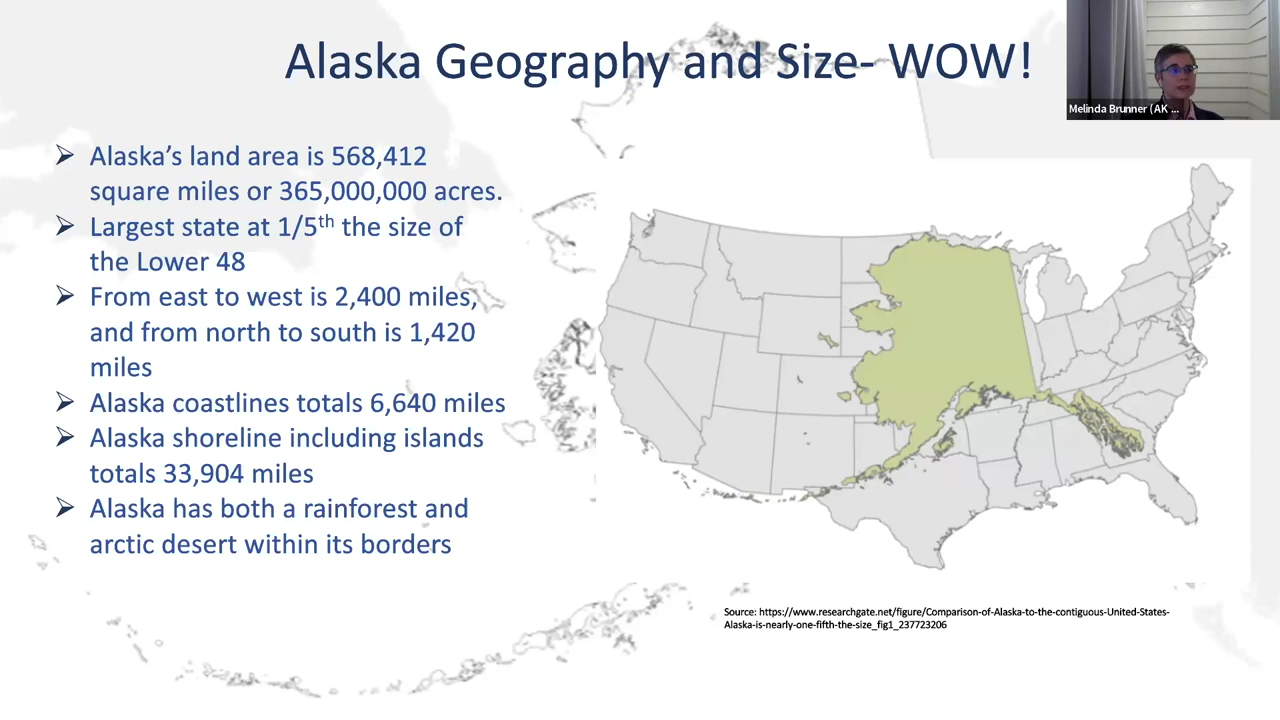 Alaska Geography and Size- WOW!
Melinda Brunner (AK ...
➢ Alaska’s land area is 568,412
square miles or 365,000,000 acres.
➢ Largest state at 1/5th the size of
the Lower 48
➢ From east to west is 2,400 miles,
and from north to south is 1,420
miles
➢ Alaska coastlines totals 6,640 miles
➢ Alaska shoreline including islands
totals 33,904 miles
➢ Alaska has both a rainforest and
arctic desert within its borders
Source: https://www.researchgate.net/figure/Comparison-of-Alaska-to-the-contiguous-United-States-
Alaska-is-nearly-one-fifth-the-size_fig1_237723206